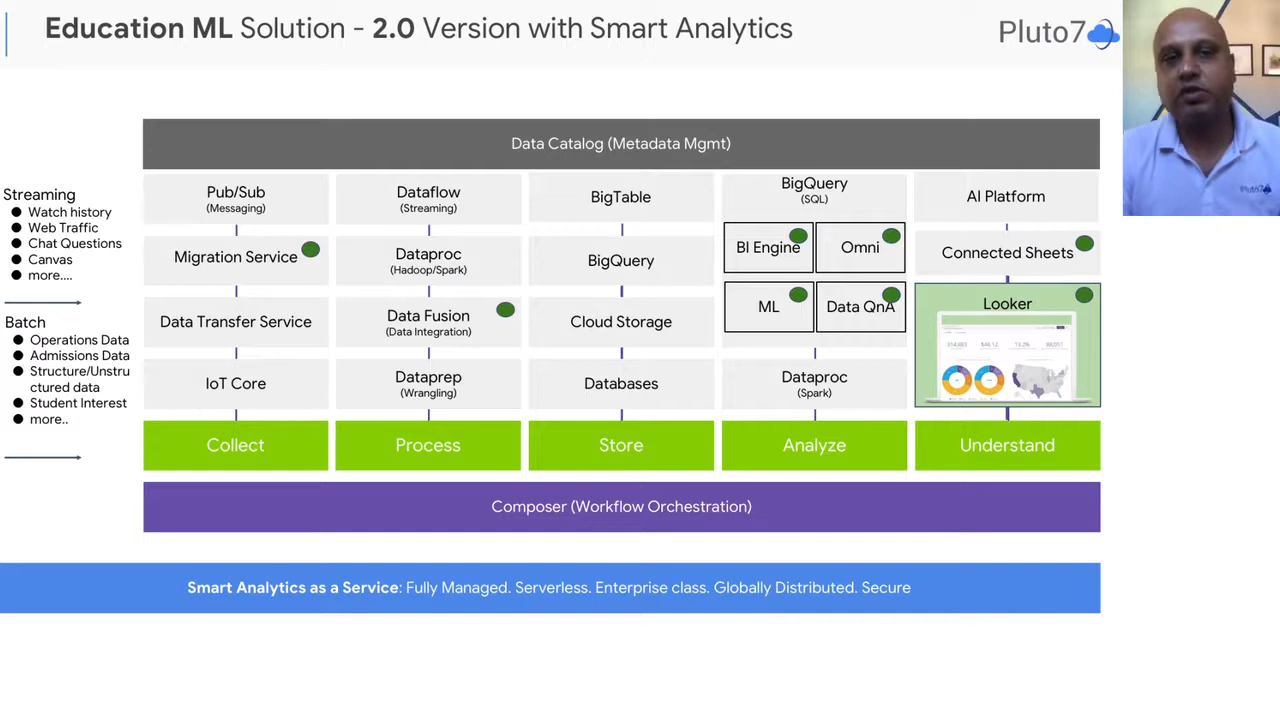 Education ML Solution - 2.0 Version with Smart Analytics
Pluto7
Pluto7
Data Catalog (Metadata Mgmt)
Streaming
Watch history
Web Traffic
Chat Questions
Canvas
more....
Batch
Operations Data
Admissions Data
Structure/Unstru
ctured data
Student Interest
more..
Pub/Sub
(Messaging)
Migration Service
Data Transfer Service
IoT Core
Collect
Dataflow
(Streaming)
Dataproc
(Hadoop/Spark)
Data Fusion
(Data Integration)
Dataprep
(Wrangling)
Process
BigTable
BigQuery
Cloud Storage
Databases
Store
BigQuery
(SQL)
BI Engine
Omni
ML
Data QnA
Dataproc
(Spark)
Analyze
AI Platform
Connected Sheets
Looker
Understand
Composer (Workflow Orchestration)
Smart Analytics as a Service: Fully Managed. Serverless. Enterprise class. Globally Distributed. Secure